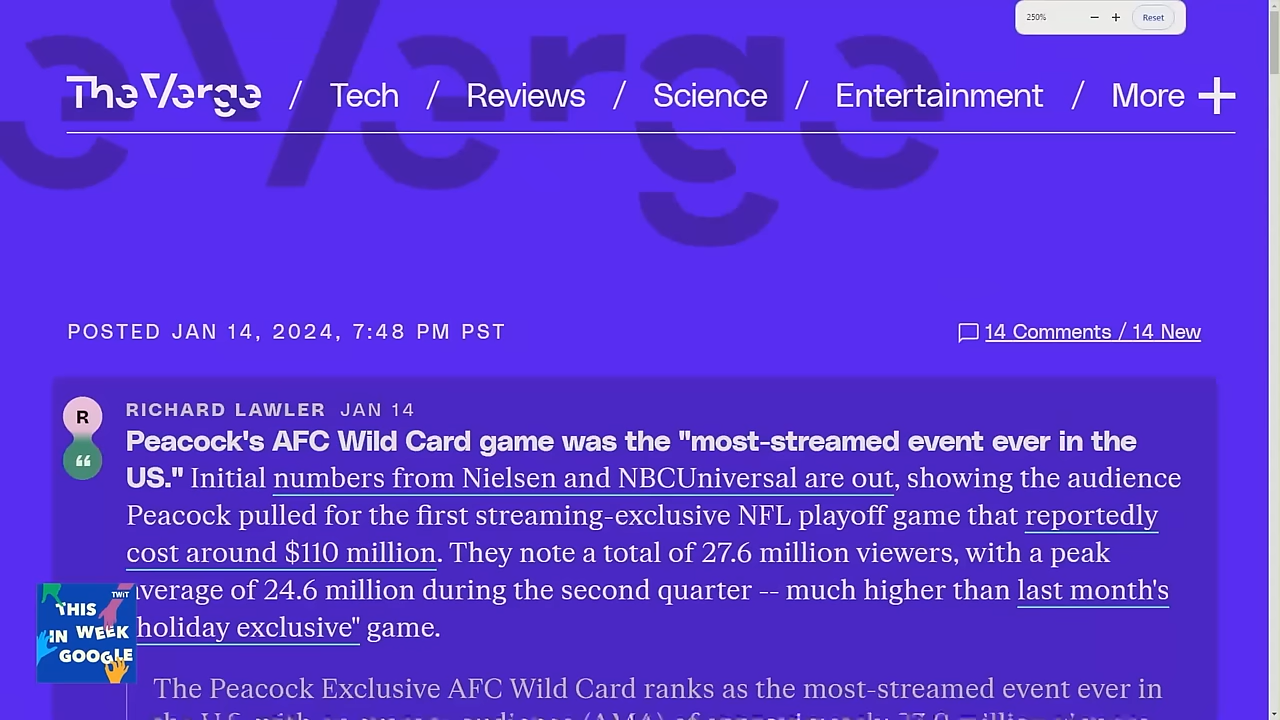 250% − + Reset
The Verge / Tech / Reviews / Science / Entertainment / More +
POSTED JAN 14, 2024, 7:48 PM PST
14 Comments / 14 New
R
RICHARD LAWLER JAN 14
Peacock's AFC Wild Card game was the "most-streamed event ever in the
US." Initial numbers from Nielsen and NBCUniversal are out, showing the audience
Peacock pulled for the first streaming-exclusive NFL playoff game that reportedly
cost around $110 million. They note a total of 27.6 million viewers, with a peak
average of 24.6 million during the second quarter -- much higher than last month's
holiday exclusive" game.
TWiT
THIS
IN WEEK
GOOGLE
The Peacock Exclusive AFC Wild Card ranks as the most-streamed event ever in